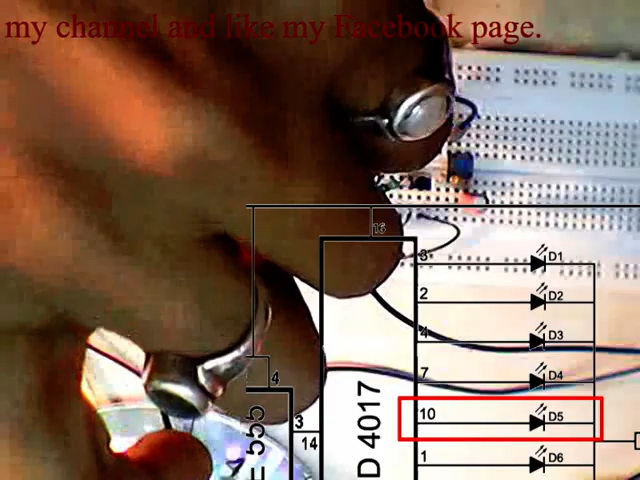 my channel and like my Facebook page.
16
3
D1
2
D2
4
D3
7
D4
4
10
D5
3
14
1
D6
555
D 4017